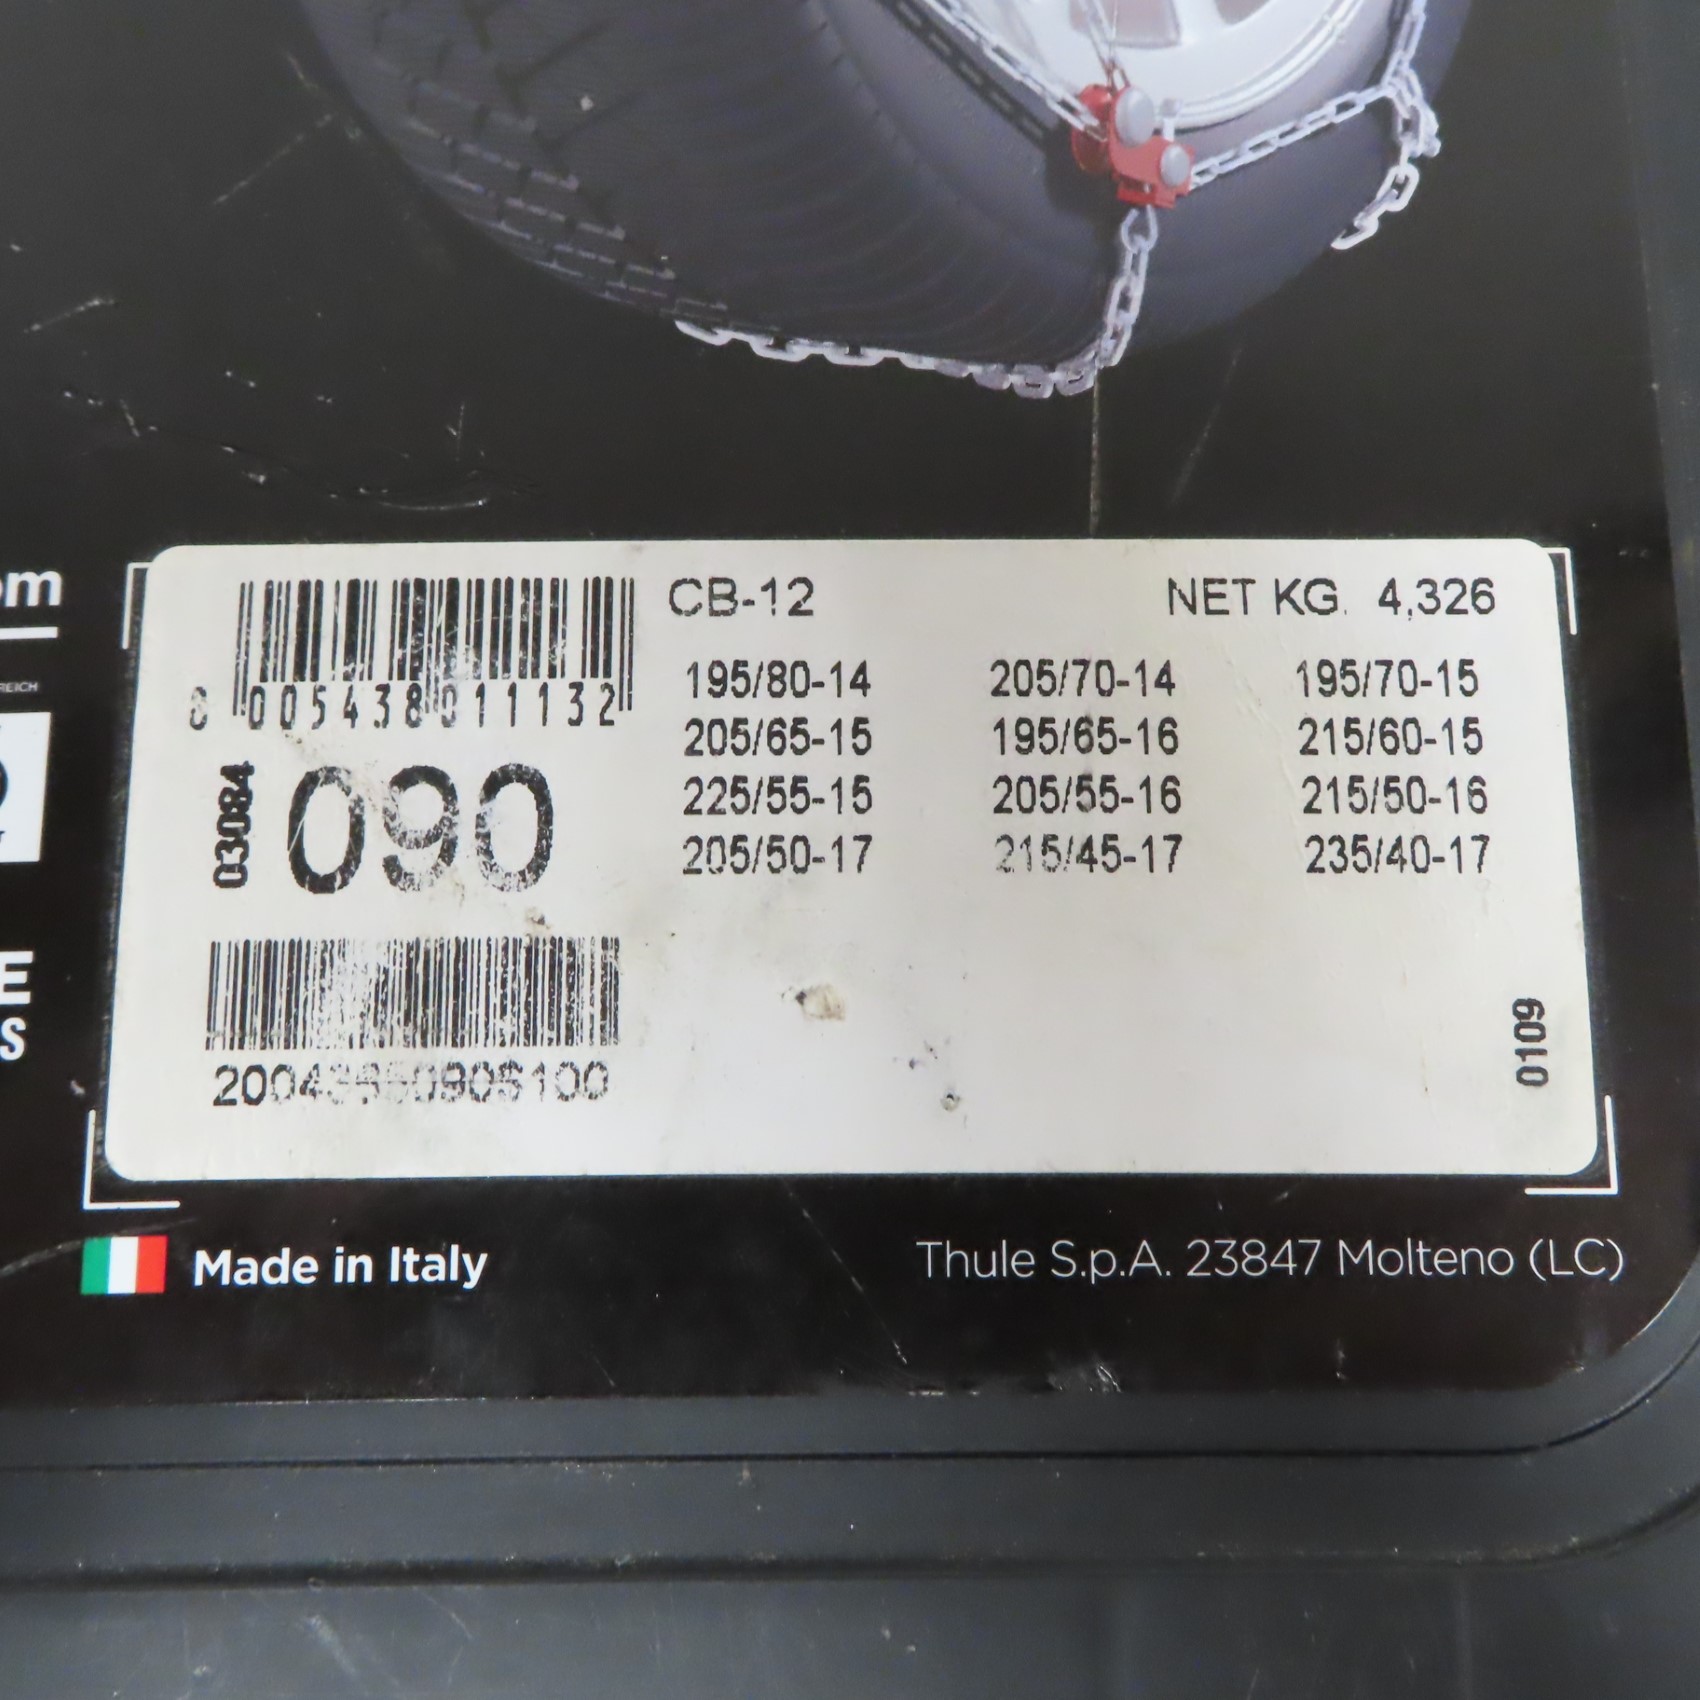 CB-12 NET KG. 4,326
8 005438 011132
195/80-14 205/70-14 195/70-15
205/65-15 195/65-16 215/60-15
225/55-15 205/55-16 215/50-16
205/50-17 215/45-17 235/40-17
03084
090
0109
om
REICH
E
S
Made in Italy
Thule S.p.A. 23847 Molteno (LC)